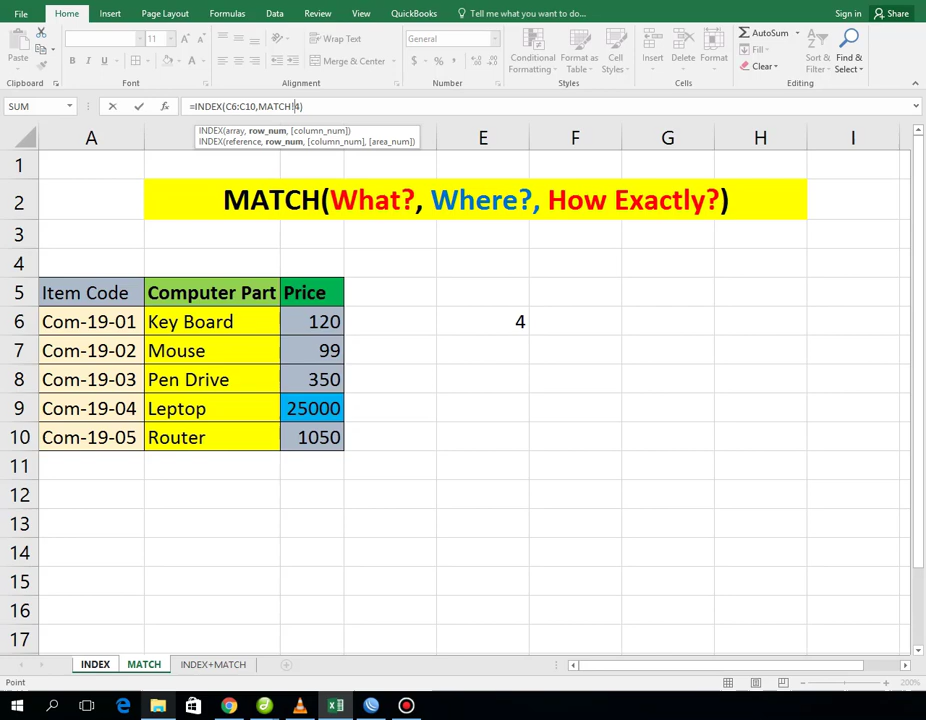 File Home Insert Page Layout Formulas Data Review View QuickBooks Tell me what you want to do... Sign in Share
Paste
11 A A
B I U A
Wrap Text
Merge & Center
General
$ % ,
Conditional Formatting
Format as Table
Cell Styles
Insert Delete Format
AutoSum
Fill
Clear
Sort & Filter
Find & Select
Clipboard Font Alignment Number Styles Cells Editing
SUM fx =INDEX(C6:C10,MATCH!4)
INDEX(array, row_num, [column_num])
INDEX(reference, row_num, [column_num], [area_num])
A E F G H I
1
2 MATCH(What?, Where?, How Exactly?)
3
4
5 Item Code Computer Part Price
6 Com-19-01 Key Board 120 4
7 Com-19-02 Mouse 99
8 Com-19-03 Pen Drive 350
9 Com-19-04 Leptop 25000
10 Com-19-05 Router 1050
11
12
13
14
15
16
17
INDEX MATCH INDEX+MATCH
Point 200%